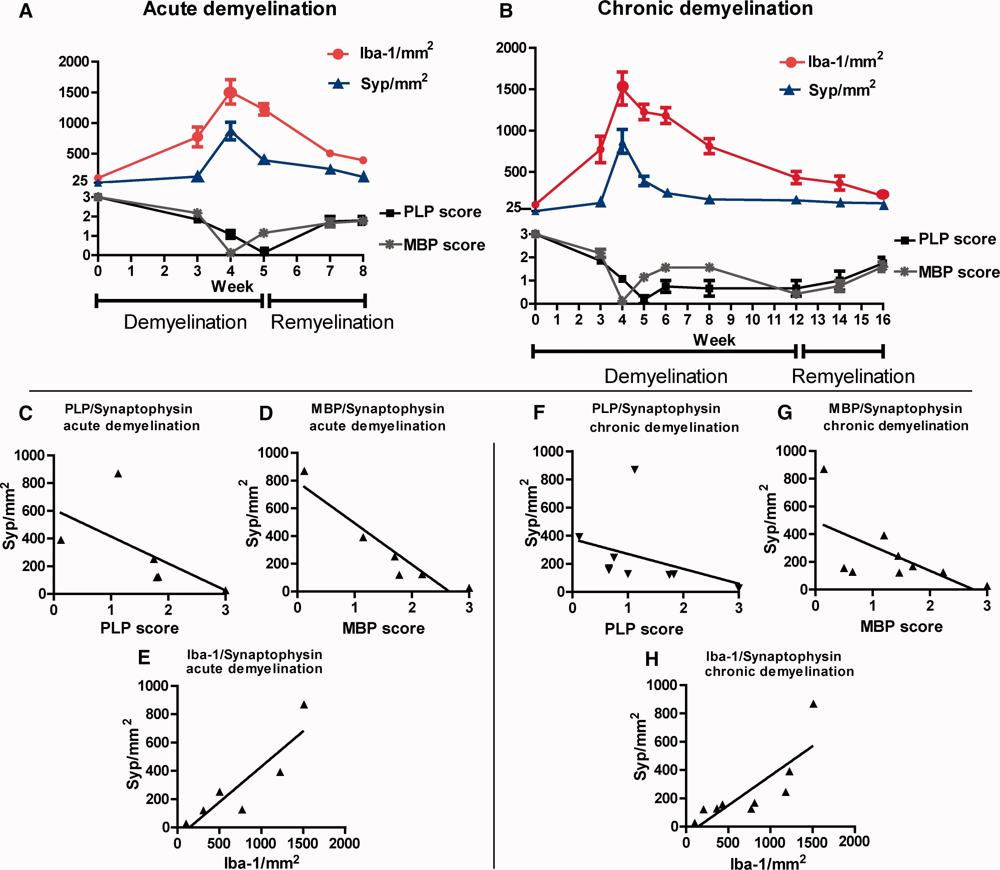 A
Acute demyelination
Iba-1/mm2
Syp/mm2
2000
1500
1000
500
25
3
2
1
0
PLP score
MBP score
0 1 2 3 4 5 6 7 8
Week
Demyelination Remyelination
B
Chronic demyelination
Iba-1/mm2
Syp/mm2
2000
1500
1000
500
25
3
2
1
0
PLP score
MBP score
0 1 2 3 4 5 6 7 8 9 10 11 12 13 14 15 16
Week
Demyelination Remyelination
C
PLP/Synaptophysin
acute demyelination
Syp/mm2
1000
800
600
400
200
0
0 1 2 3
PLP score
D
MBP/Synaptophysin
acute demyelination
Syp/mm2
1000
800
600
400
200
0
0 1 2 3
MBP score
E
Iba-1/Synaptophysin
acute demyelination
Syp/mm2
1000
800
600
400
200
0
0 500 1000 1500 2000
Iba-1/mm2
F
PLP/Synaptophysin
chronic demyelination
Syp/mm2
1000
800
600
400
200
0
0 1 2 3
PLP score
G
MBP/Synaptophysin
chronic demyelination
Syp/mm2
1000
800
600
400
200
0
0 1 2 3
MBP score
H
Iba-1/Synaptophysin
chronic demyelination
Syp/mm2
1000
800
600
400
200
0
0 500 1000 1500 2000
Iba-1/mm2